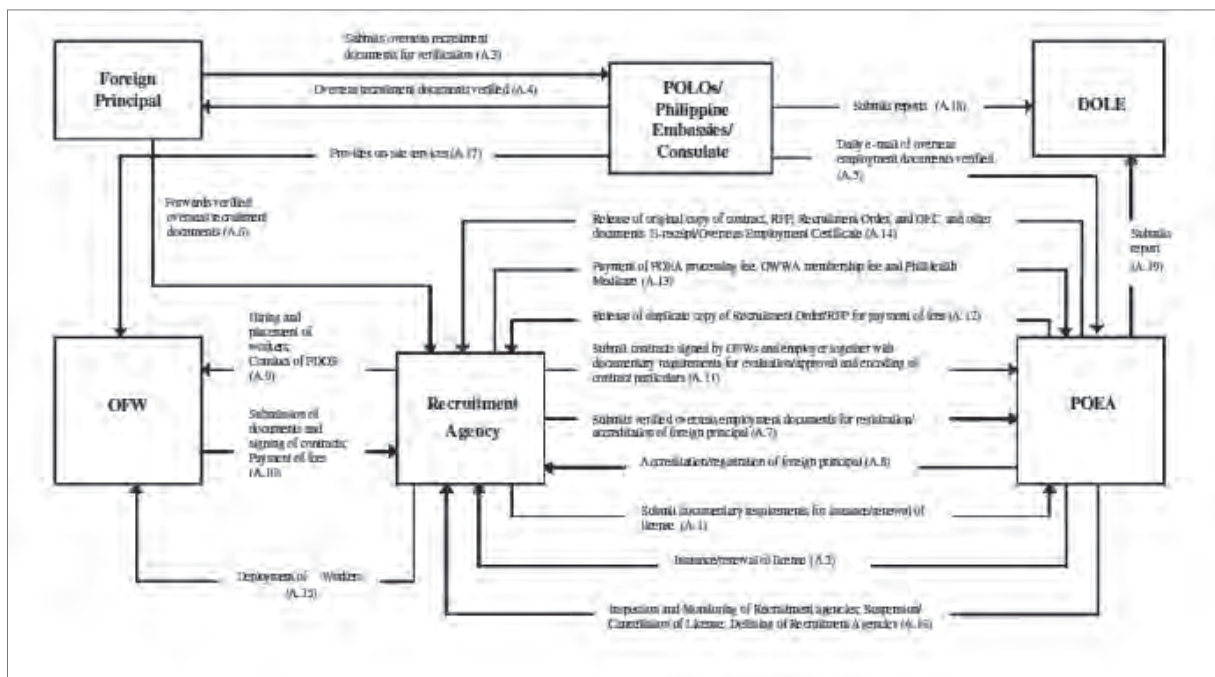 Submits overseas recruitment
documents for verification (A.3)
Foreign
Principal
Overseas recruitment documents verified (A.4)
POLOs/
Philippine
Embassies/
Consulate
Submits reports (A.18)
DOLE
Provides on-site services (A.17)
Daily e-mail of overseas
employment documents verified
(A.5)
Forwards verified
overseas recruitment
documents (A.6)
Release of original copy of contract, RFP, Recruitment Order, and OEC, and other
documents E-receipt/Overseas Employment Certificate (A.14)
Submits
report
(A.19)
Payment of POEA processing fee, OWWA membership fee and PhilHealth
Medicare (A.13)
Release of duplicate copy of Recruitment Order/RFP for payment of fees (A.12)
Hiring and
placement of
workers;
Conduct of PDOS
(A.9)
Submit contracts signed by OFWs and employer together with
documentary requirements for evaluation/approval and encoding of
contract particulars (A.11)
OFW
Recruitment
Agency
POEA
Submission of
documents and
signing of contracts;
Payment of fees
(A.10)
Submits verified overseas employment documents for registration/
accreditation of foreign principal (A.7)
Accreditation/registration of foreign principal (A.8)
Submit documentary requirements for issuance/renewal of
license (A.1)
Issuance/renewal of license (A.2)
Deployment of Workers
(A.15)
Inspection and Monitoring of Recruitment agencies; Suspension/
Cancellation of License; Delisting of Recruitment Agencies (A.16)